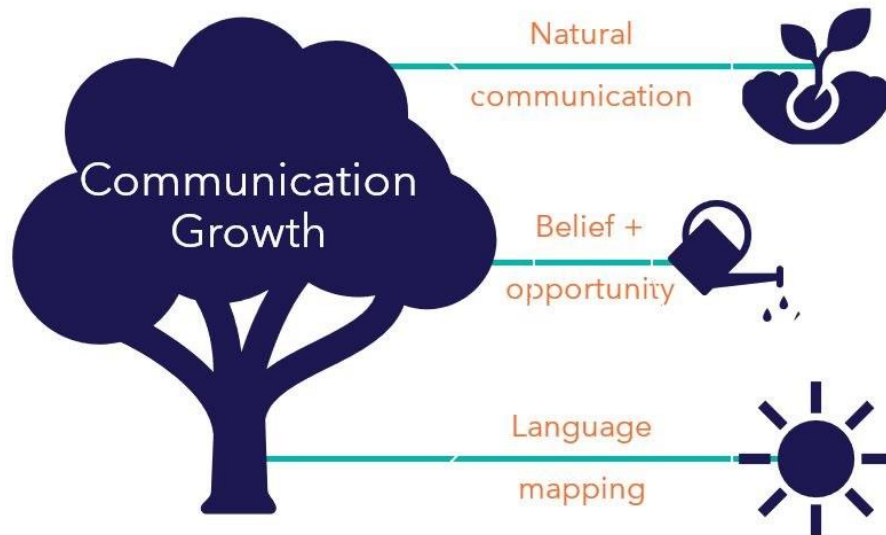 Communication
Growth
Natural
communication
Belief +
opportunity
Language
mapping